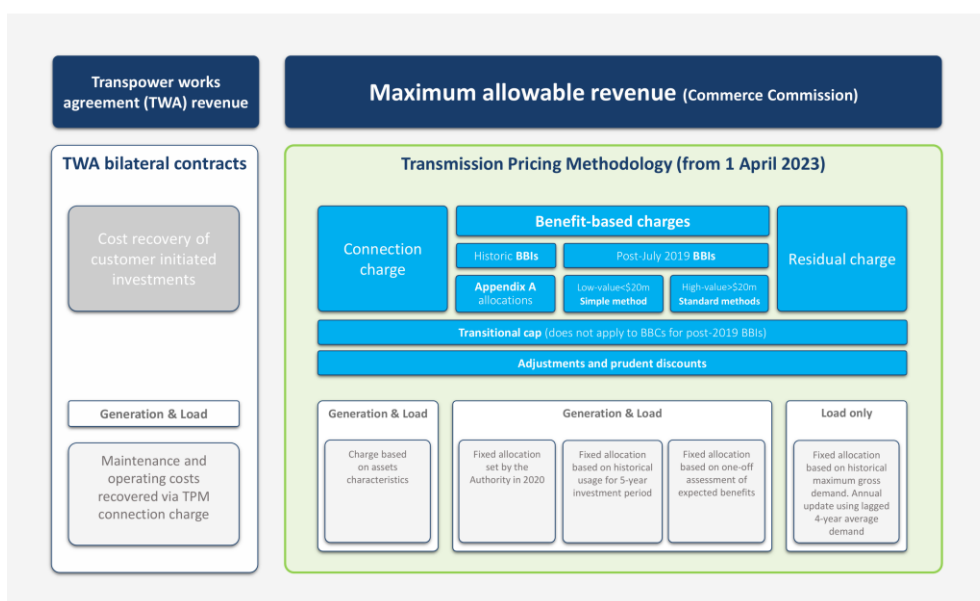 Transpower works
agreement (TWA) revenue
Maximum allowable revenue (Commerce Commission)
TWA bilateral contracts
Cost recovery of
customer initiated
investments
Generation & Load
Maintenance and
operating costs
recovered via TPM
connection charge
Transmission Pricing Methodology (from 1 April 2023)
Connection
charge
Benefit-based charges
Historic BBIs
Post-July 2019 BBIs
Appendix A
allocations
Low-value<$20m
Simple method
High-value>$20m
Standard methods
Residual charge
Transitional cap (does not apply to BBCs for post-2019 BBIs)
Adjustments and prudent discounts
Generation & Load
Charge based
on assets
characteristics
Generation & Load
Fixed allocation
set by the
Authority in 2020
Fixed allocation
based on historical
usage for 5-year
investment period
Fixed allocation
based on one-off
assessment of
expected benefits
Load only
Fixed allocation
based on historical
maximum gross
demand. Annual
update using lagged
4-year average
demand